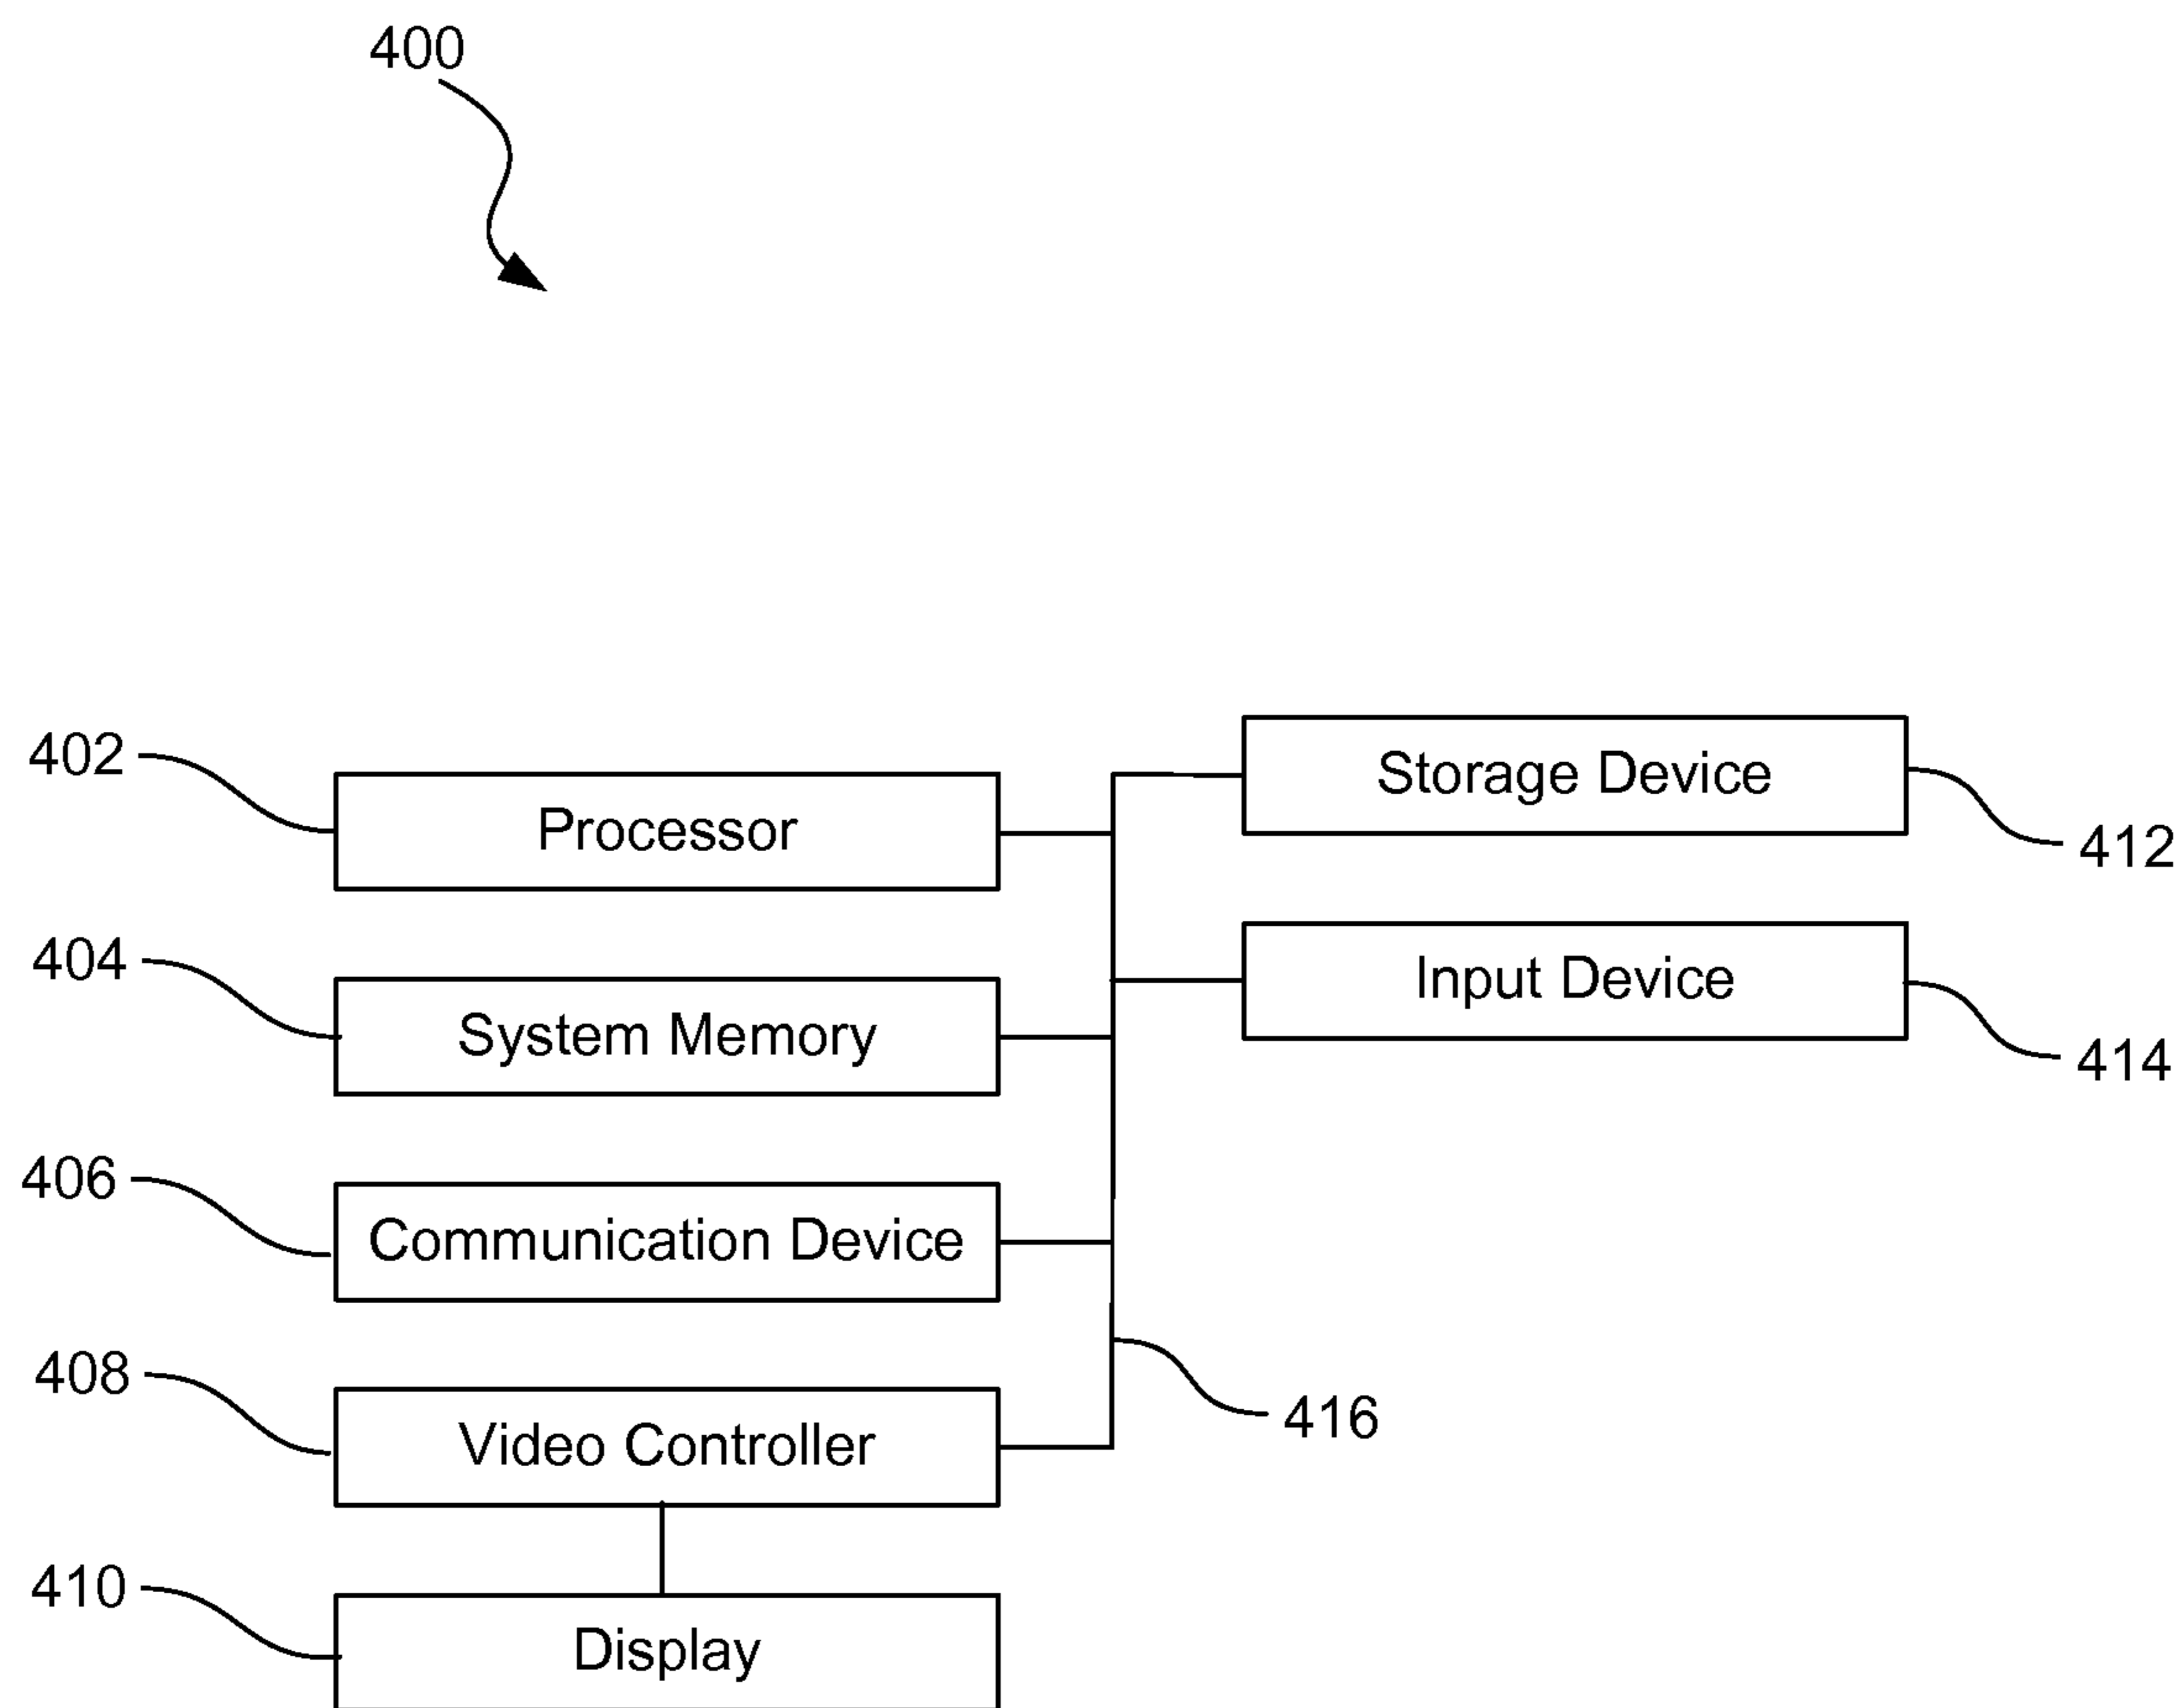 400
402
Processor
Storage Device
412
404
System Memory
Input Device
414
406
Communication Device
408
Video Controller
416
410
Display